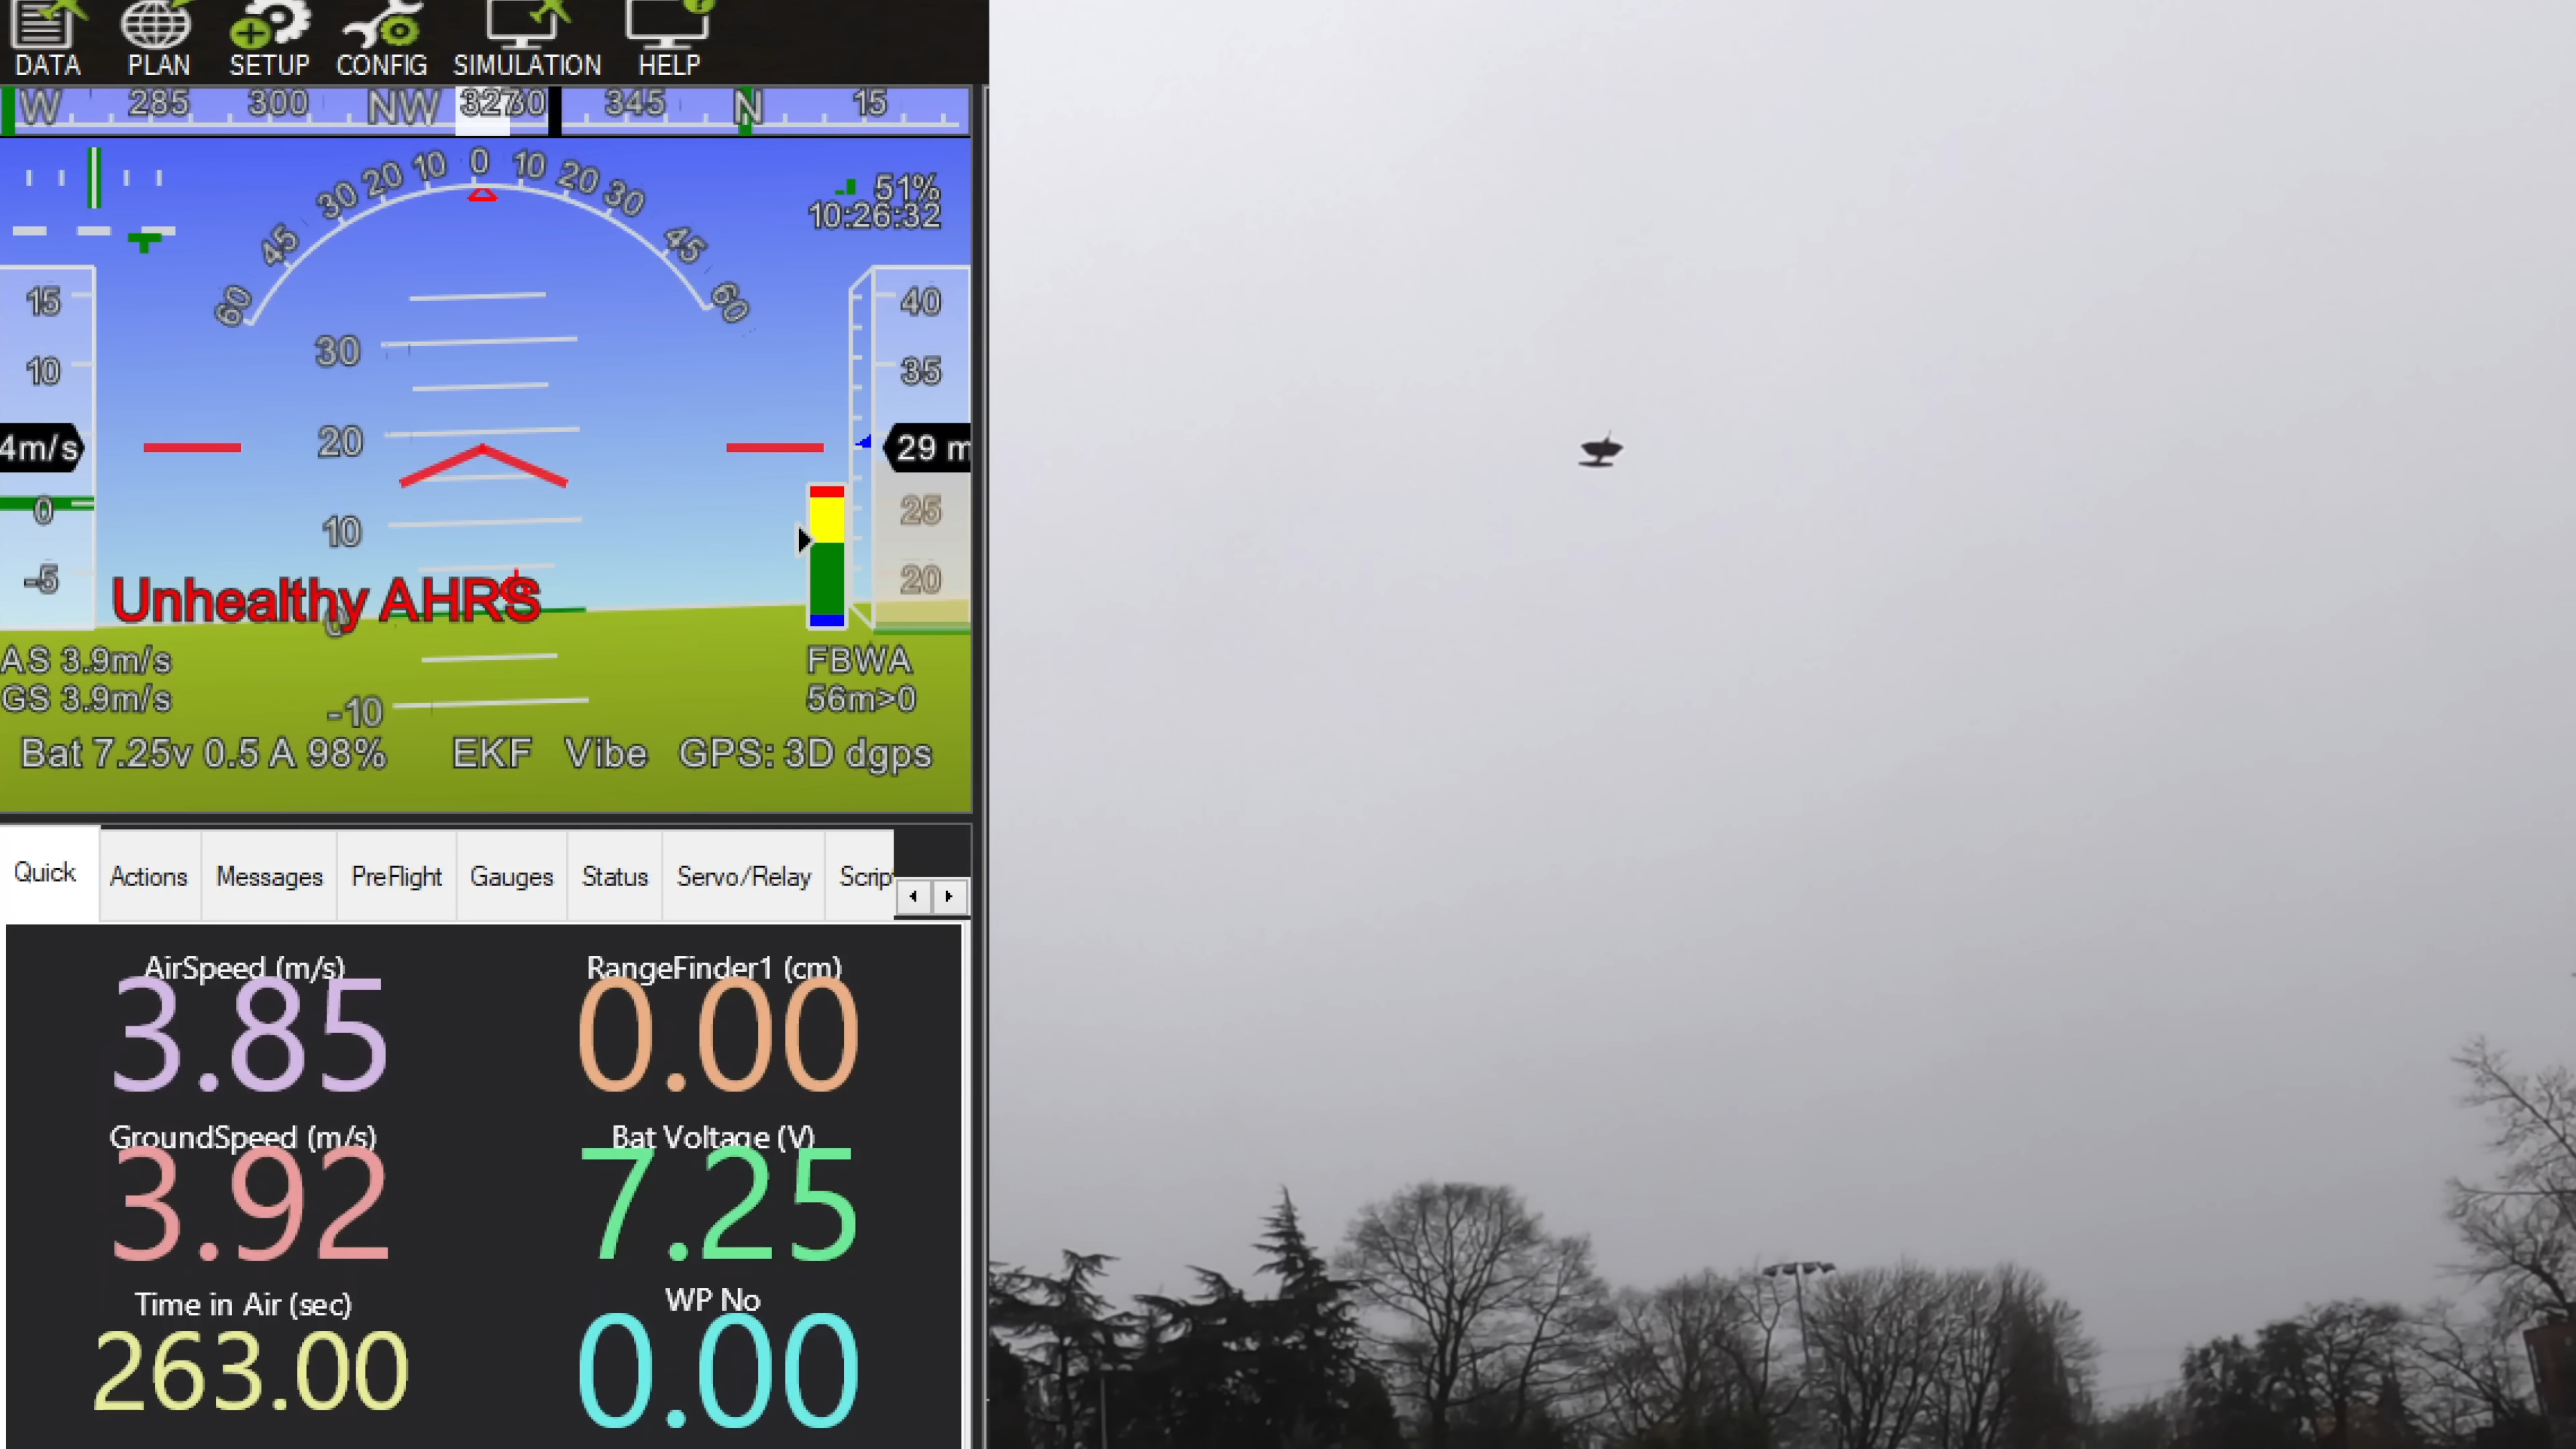 DATA PLAN SETUP CONFIG SIMULATION HELP
W 285 300 NW 327 30 345 N 15
60 45 30 20 10 0 10 20 30 45 60
51%
10:26:32
15
10
4m/s
0
-5
30
20
10
0
-10
40
35
29 m
25
20
Unhealthy AHRS
AS 3.9m/s
GS 3.9m/s
FBWA
56m>0
Bat 7.25v 0.5 A 98% EKF Vibe GPS: 3D dgps
Quick Actions Messages PreFlight Gauges Status Servo/Relay Scrip
AirSpeed (m/s) RangeFinder1 (cm)
3.85 0.00
GroundSpeed (m/s) Bat Voltage (V)
3.92 7.25
Time in Air (sec) WP No
263.00 0.00